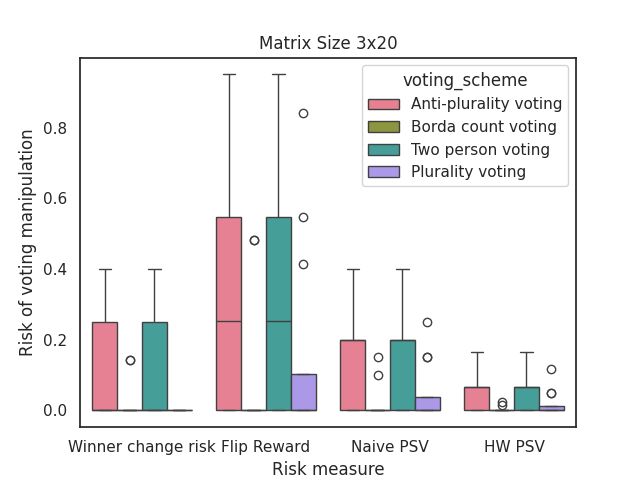 Matrix Size 3x20
voting_scheme
Anti-plurality voting
Borda count voting
Two person voting
Plurality voting
Risk of voting manipulation
0.8
0.6
0.4
0.2
0.0
Winner change risk Flip Reward Naive PSV HW PSV
Risk measure